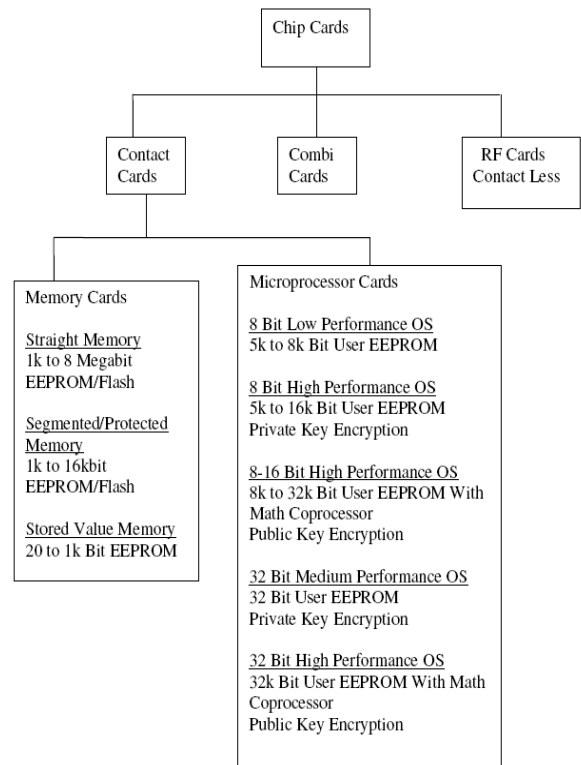 Chip Cards
Contact
Cards
Combi
Cards
RF Cards
Contact Less
Memory Cards
Straight Memory
1k to 8 Megabit
EEPROM/Flash
Segmented/Protected
Memory
1k to 16kbit
EEPROM/Flash
Stored Value Memory
20 to 1k Bit EEPROM
Microprocessor Cards
8 Bit Low Performance OS
5k to 8k Bit User EEPROM
8 Bit High Performance OS
5k to 16k Bit User EEPROM
Private Key Encryption
8-16 Bit High Performance OS
8k to 32k Bit User EEPROM With
Math Coprocessor
Public Key Encryption
32 Bit Medium Performance OS
32 Bit User EEPROM
Private Key Encryption
32 Bit High Performance OS
32k Bit User EEPROM With Math
Coprocessor
Public Key Encryption